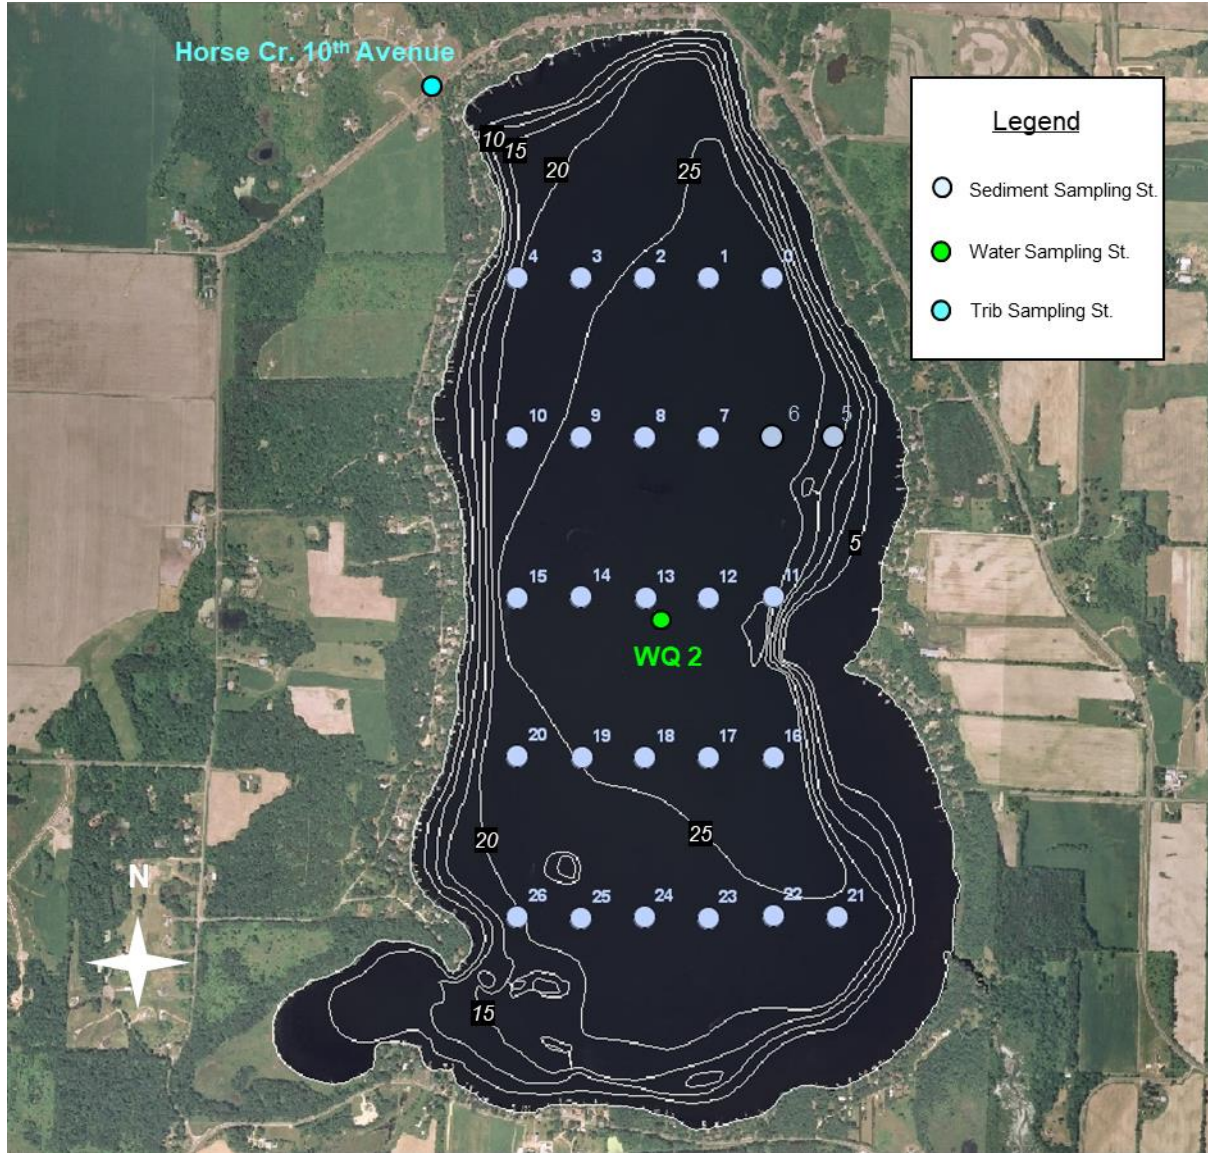 Horse Cr. 10th Avenue
Legend
Sediment Sampling St.
Water Sampling St.
Trib Sampling St.
10
15
20
25
4 3 2 1 0
10 9 8 7 6 5
5
15 14 13 12 11
WQ 2
20 19 18 17 16
20
25
N
26 25 24 23 22 21
15